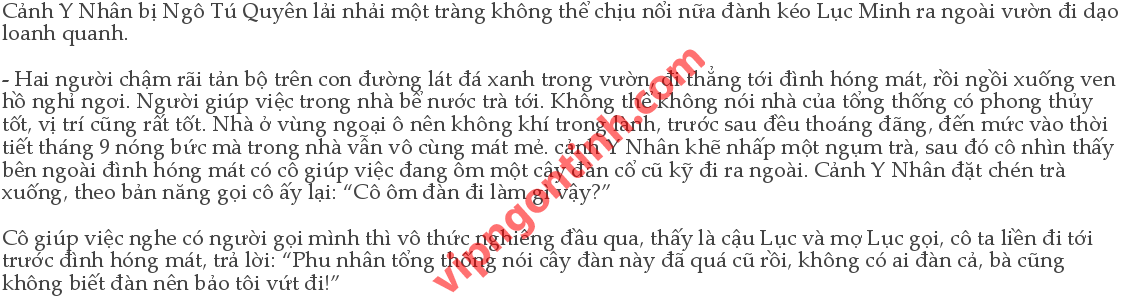 Cảnh Y Nhân bị Ngô Tú Quyên lải nhải một tràng không thể chịu nổi nữa đành kéo Lục Minh ra ngoài vườn đi dạo
loanh quanh.
- Hai người chậm rãi tản bộ trên con đường lát đá xanh trong vườn, đi thẳng tới đình hóng mát, rồi ngồi xuống ven
hồ nghỉ ngơi. Người giúp việc trong nhà bê nước trà tới. Không thể không nói nhà của tổng thống có phong thủy
tốt, vị trí cũng rất tốt. Nhà ở vùng ngoại ô nên không khí trong lành, trước sau đều thoáng đãng, đến mức vào thời
tiết tháng 9 nóng bức mà trong nhà vẫn vô cùng mát mẻ. cảnh Y Nhân khẽ nhấp một ngụm trà, sau đó cô nhìn thấy
bên ngoài đình hóng mát có cô giúp việc đang ôm một cây đàn cổ cũ kỹ đi ra ngoài. Cảnh Y Nhân đặt chén trà
xuống, theo bản năng gọi cô ấy lại: “Cô ôm đàn đi làm gì vậy?”
Cô giúp việc nghe có người gọi mình thì vô thức nghiêng đầu qua, thấy là cậu Lục và mợ Lục gọi, cô ta liền đi tới
trước đình hóng mát, trả lời: “Phu nhân tổng thống nói cây đàn này đã quá cũ rồi, không có ai đàn cả, bà cũng
không biết đàn nên bảo tôi vứt đi!”
vipngontinh.com